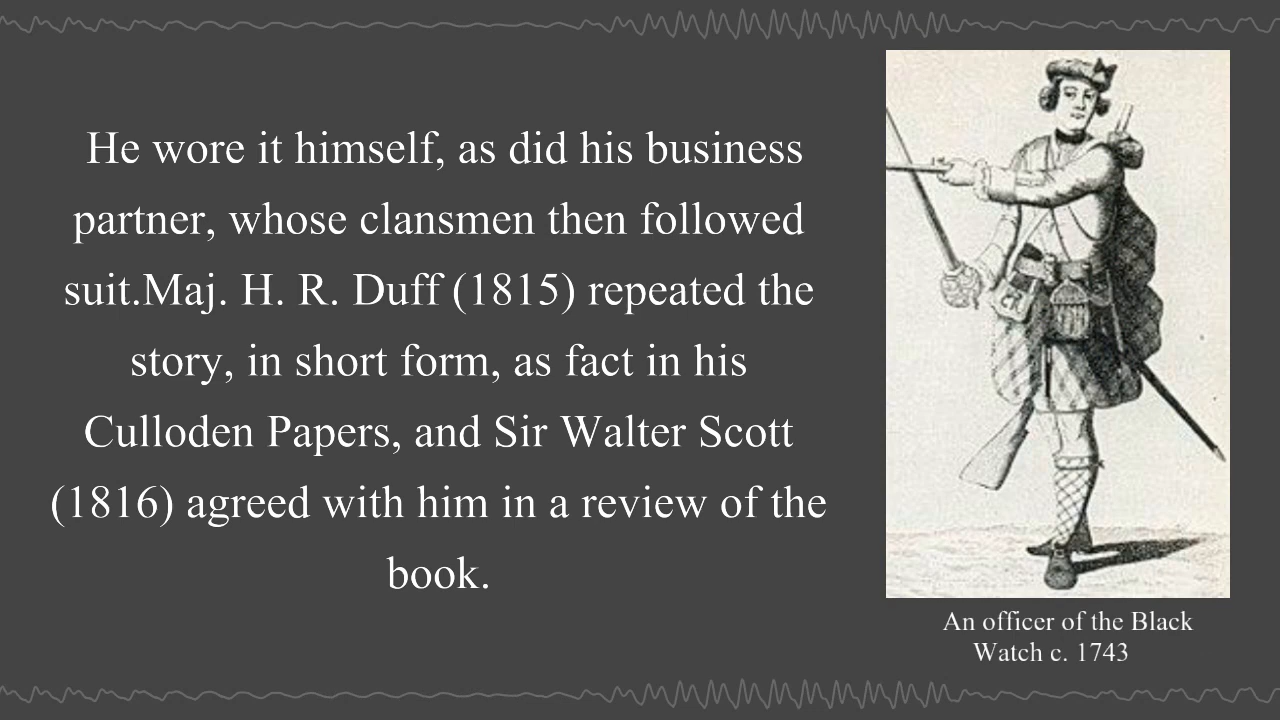 He wore it himself, as did his business
partner, whose clansmen then followed
suit.Maj. H. R. Duff (1815) repeated the
story, in short form, as fact in his
Culloden Papers, and Sir Walter Scott
(1816) agreed with him in a review of the
book.
An officer of the Black
Watch c. 1743